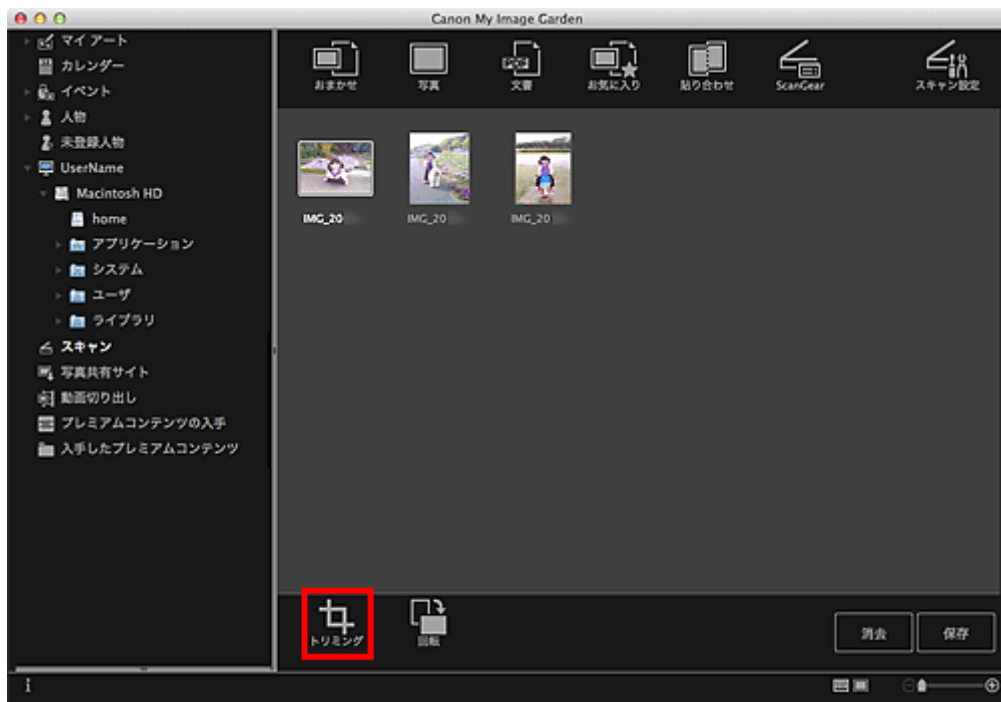 Canon My Image Garden
マイ アート
カレンダー
イベント
人物
未登録人物
UserName
Macintosh HD
home
アプリケーション
システム
ユーザ
ライブラリ
スキャン
写真共有サイト
動画切り出し
プレミアムコンテンツの入手
入手したプレミアムコンテンツ
おまかせ
写真
PDF
文書
お気に入り
貼り合わせ
ScanGear
スキャン設定
IMG_20
IMG_20
IMG_20
トリミング
回転
消去
保存